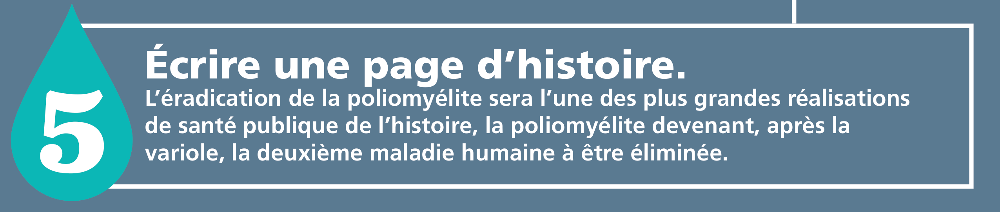 5
Écrire une page d’histoire.
L’éradication de la poliomyélite sera l’une des plus grandes réalisations
de santé publique de l’histoire, la poliomyélite devenant, après la
variole, la deuxième maladie humaine à être éliminée.